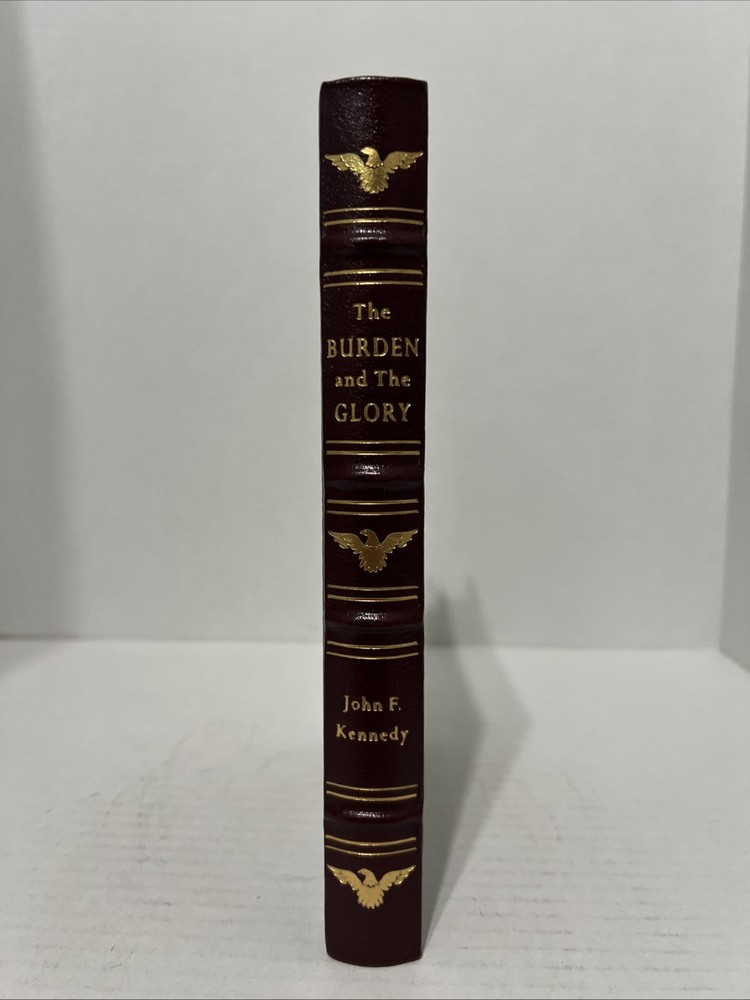 The
BURDEN
and The
GLORY
John F.
Kennedy